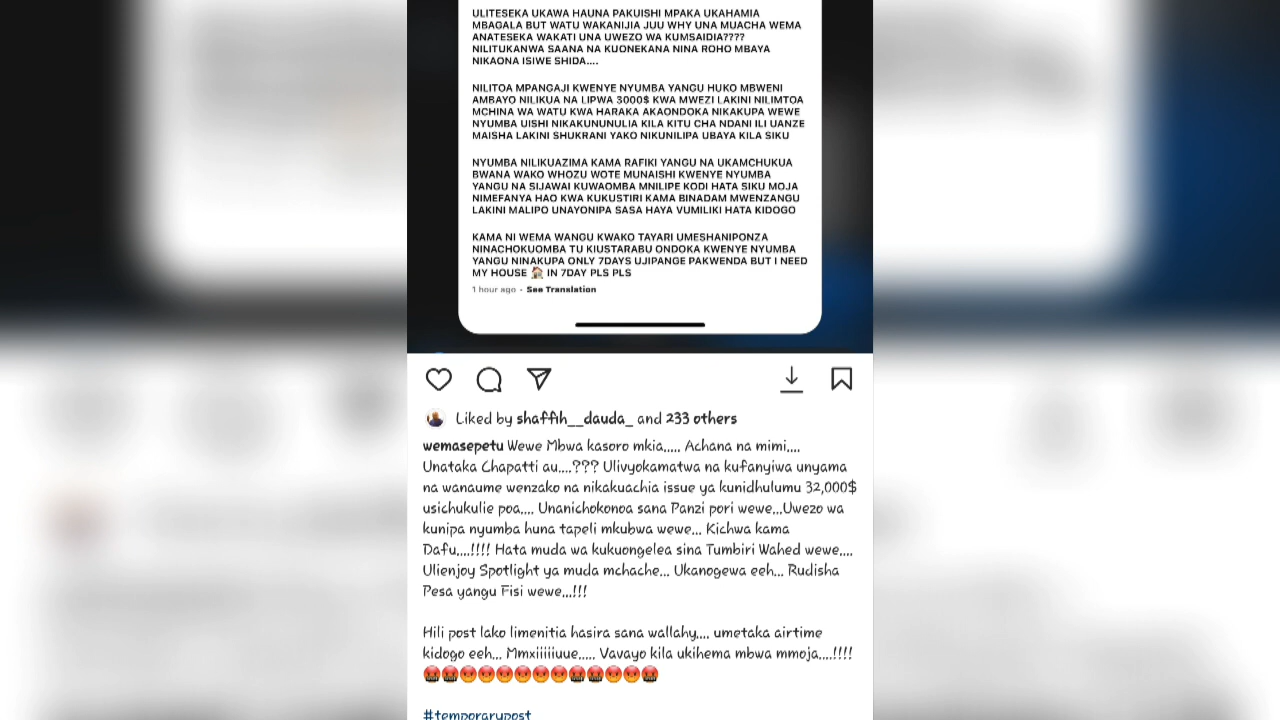 ULITESEKA UKAWA HAUNA PAKUISHI MPAKA UKAHAMIA
MBAGALA BUT WATU WAKANIJIA JUU WHY UNA MUACHA WEMA
ANATESEKA WAKATI UNA UWEZO WA KUMSAIDIA????
NILITUKANWA SAANA NA KUONEKANA NINA ROHO MBAYA
NIKAONA ISIWE SHIDA....
NILITOA MPANGAJI KWENYE NYUMBA YANGU HUKO MBWENI
AMBAYO NILIKUA NA LIPWA 3000$ KWA MWEZI LAKINI NILIMTOA
MCHINA WA WATU KWA HARAKA AKAONDOKA NIKAKUPA WEWE
NYUMBA UISHI NIKAKUNUNULIA KILA KITU CHA NDANI ILI UANZE
MAISHA LAKINI SHUKRANI YAKO NIKUNILIPA UBAYA KILA SIKU
NYUMBA NILIKUAZIMA KAMA RAFIKI YANGU NA UKAMCHUKUA
BWANA WAKO WHOZU WOTE MUNAISHI KWENYE NYUMBA
YANGU NA SIJAWAI KUWAOMBA MNILIPE KODI HATA SIKU MOJA
NIMEFANYA HAO KWA KUKUSTIRI KAMA BINADAM MWENZANGU
LAKINI MALIPO UNAYONIPA SASA HAYA VUMILIKI HATA KIDOGO
KAMA NI WEMA WANGU KWAKO TAYARI UMESHANIPONZA
NINACHOKUOMBA TU KIUSTARABU ONDOKA KWENYE NYUMBA
YANGU NINAKUPA ONLY 7DAYS UJIPANGE PAKWENDA BUT I NEED
MY HOUSE 🏠 IN 7DAY PLS PLS
1 hour ago · See Translation
Liked by shaffih__dauda_ and 233 others
wemasepetu Wewe Mbwa kasoro mkia..... Achana na mimi....
Unataka Chapatti au....??? Ulivyokamatwa na kufanyiwa unyama
na wanaume wenzako na nikakuachia issue ya kunidhulumu 32,000$
usichukulie poa.... Unanichokonoa sana Panzi pori wewe...Uwezo wa
kunipa nyumba huna tapeli mkubwa wewe... Kichwa kama
Dafu....!!!! Hata muda wa kukuongelea sina Tumbiri Wahed wewe....
Ulienjoy Spotlight ya muda mchache... Ukanogewa eeh... Rudisha
Pesa yangu Fisi wewe...!!!
Hili post lako limenitia hasira sana wallahy.... umetaka airtime
kidogo eeh... Mmxiiiiiuue..... Vavayo kila ukihema mbwa mmoja....!!!!
🤬🤬😡😡😡😡😡😡🤬🤬😡😡🤬
#temporarypost